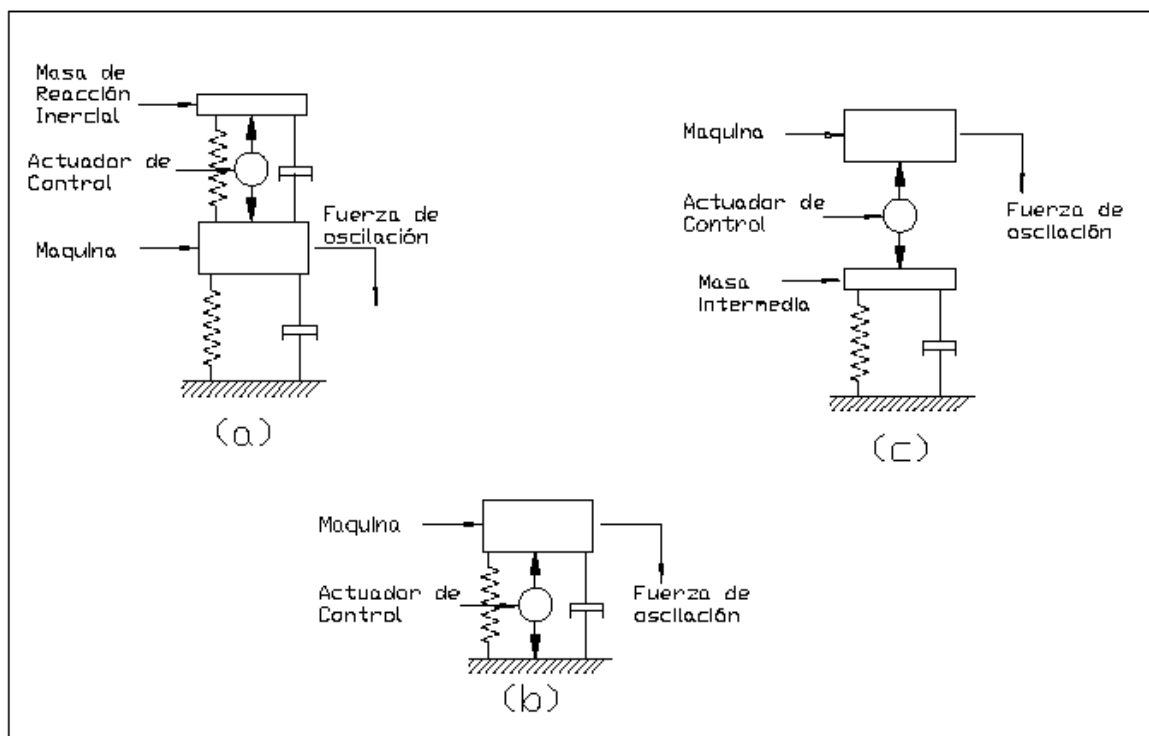 Masa de
Reacción
Inercial
Actuador de
Control
Maquina
Fuerza de
oscilación
(a)
Maquina
Actuador de
Control
Masa
Intermedia
Fuerza de
oscilación
(c)
Maquina
Actuador de
Control
Fuerza de
oscilación
(b)